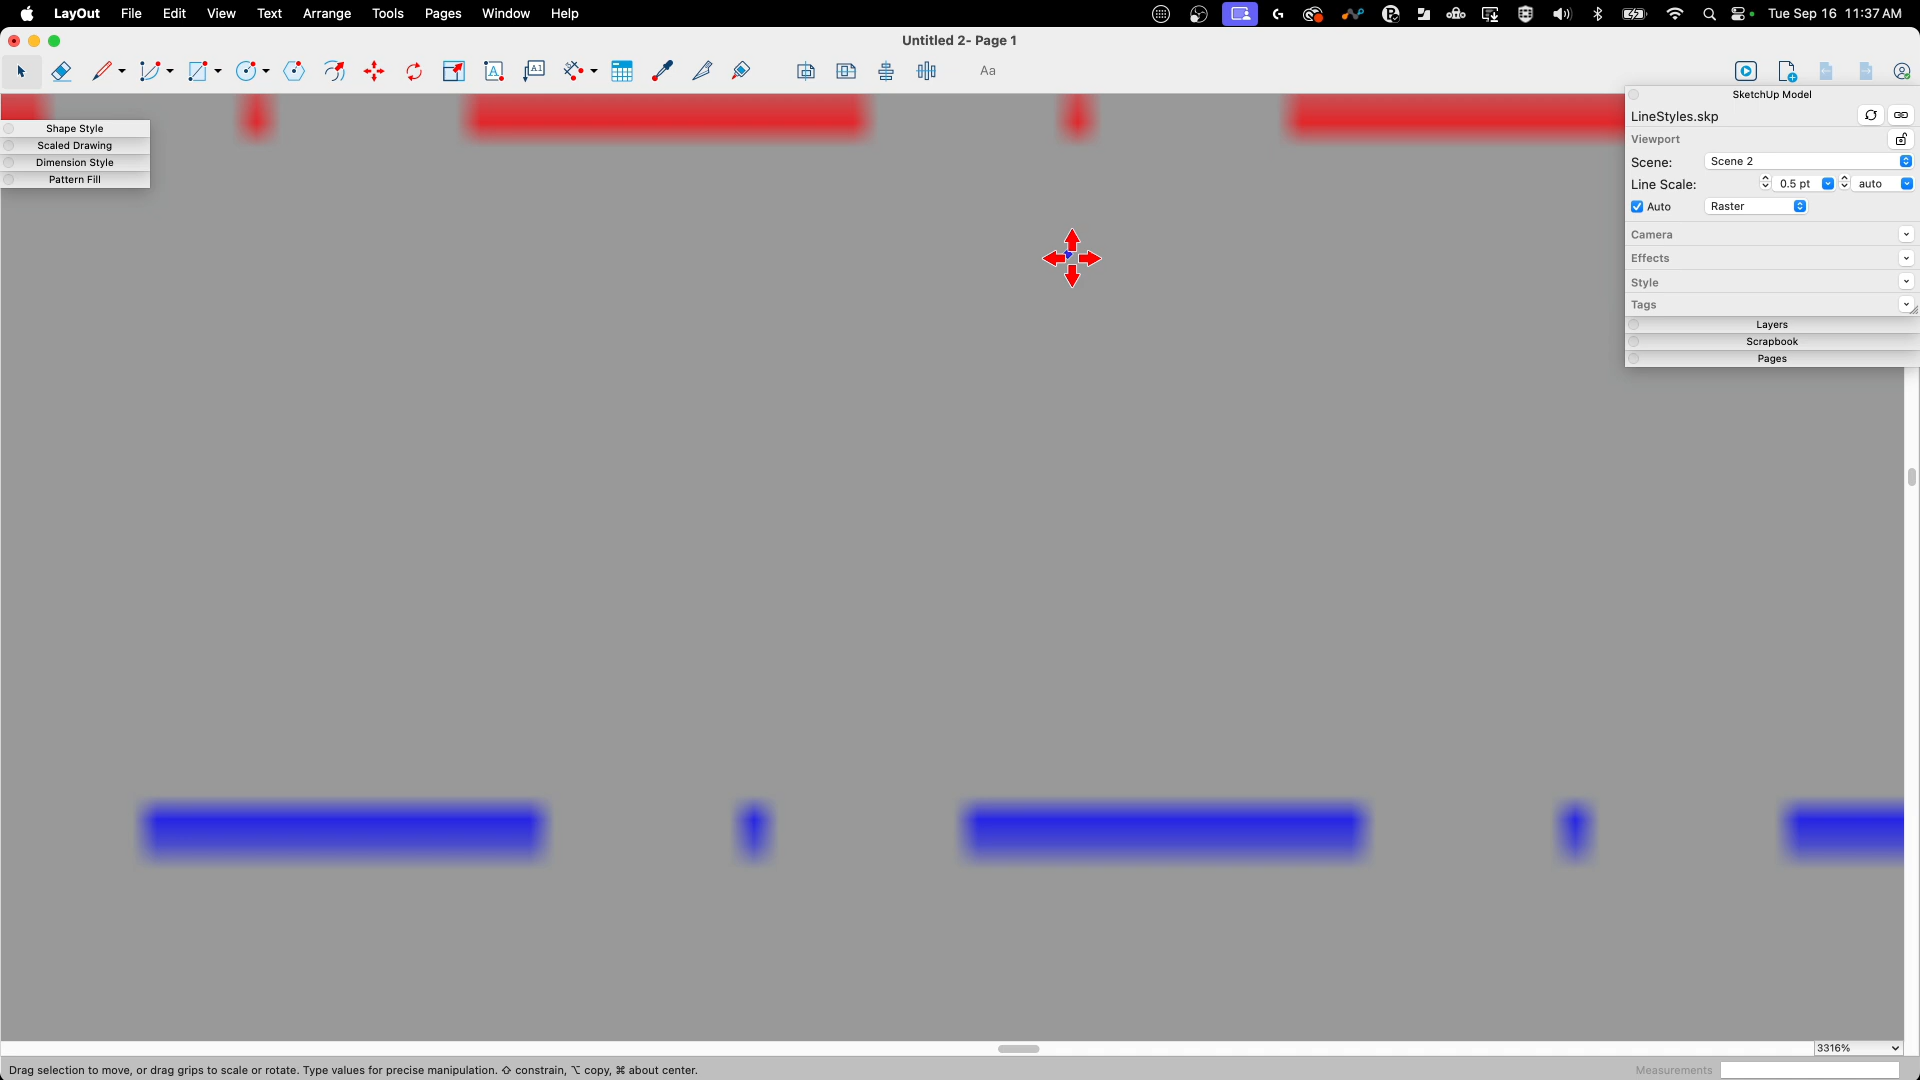 LayOut File Edit View Text Arrange Tools Pages Window Help Tue Sep 16 11:37 AM
Untitled 2- Page 1
A A1 Aa
SketchUp Model
LineStyles.skp
Viewport
Scene: Scene 2
Line Scale: 0.5 pt auto
Auto Raster
Camera
Effects
Style
Tags
Layers
Scrapbook
Pages
Shape Style
Scaled Drawing
Dimension Style
Pattern Fill
3316%
Drag selection to move, or drag grips to scale or rotate. Type values for precise manipulation. ⇧ constrain, ⌥ copy, ⌘ about center. Measurements